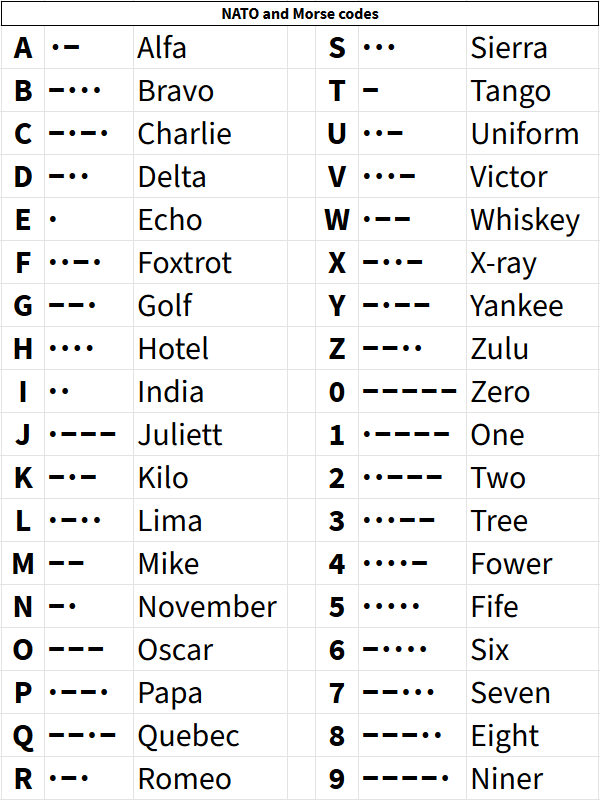 NATO and Morse codes
A •– Alfa S ••• Sierra
B –••• Bravo T – Tango
C –•–• Charlie U ••– Uniform
D –•• Delta V •••– Victor
E • Echo W •–– Whiskey
F ••–• Foxtrot X –••– X-ray
G ––• Golf Y –•–– Yankee
H •••• Hotel Z ––•• Zulu
I •• India 0 ––––– Zero
J •––– Juliett 1 •–––– One
K –•– Kilo 2 ••––– Two
L •–•• Lima 3 •••–– Tree
M –– Mike 4 ••••– Fower
N –• November 5 ••••• Fife
O ––– Oscar 6 –•••• Six
P •––• Papa 7 ––••• Seven
Q ––•– Quebec 8 –––•• Eight
R •–• Romeo 9 ––––• Niner